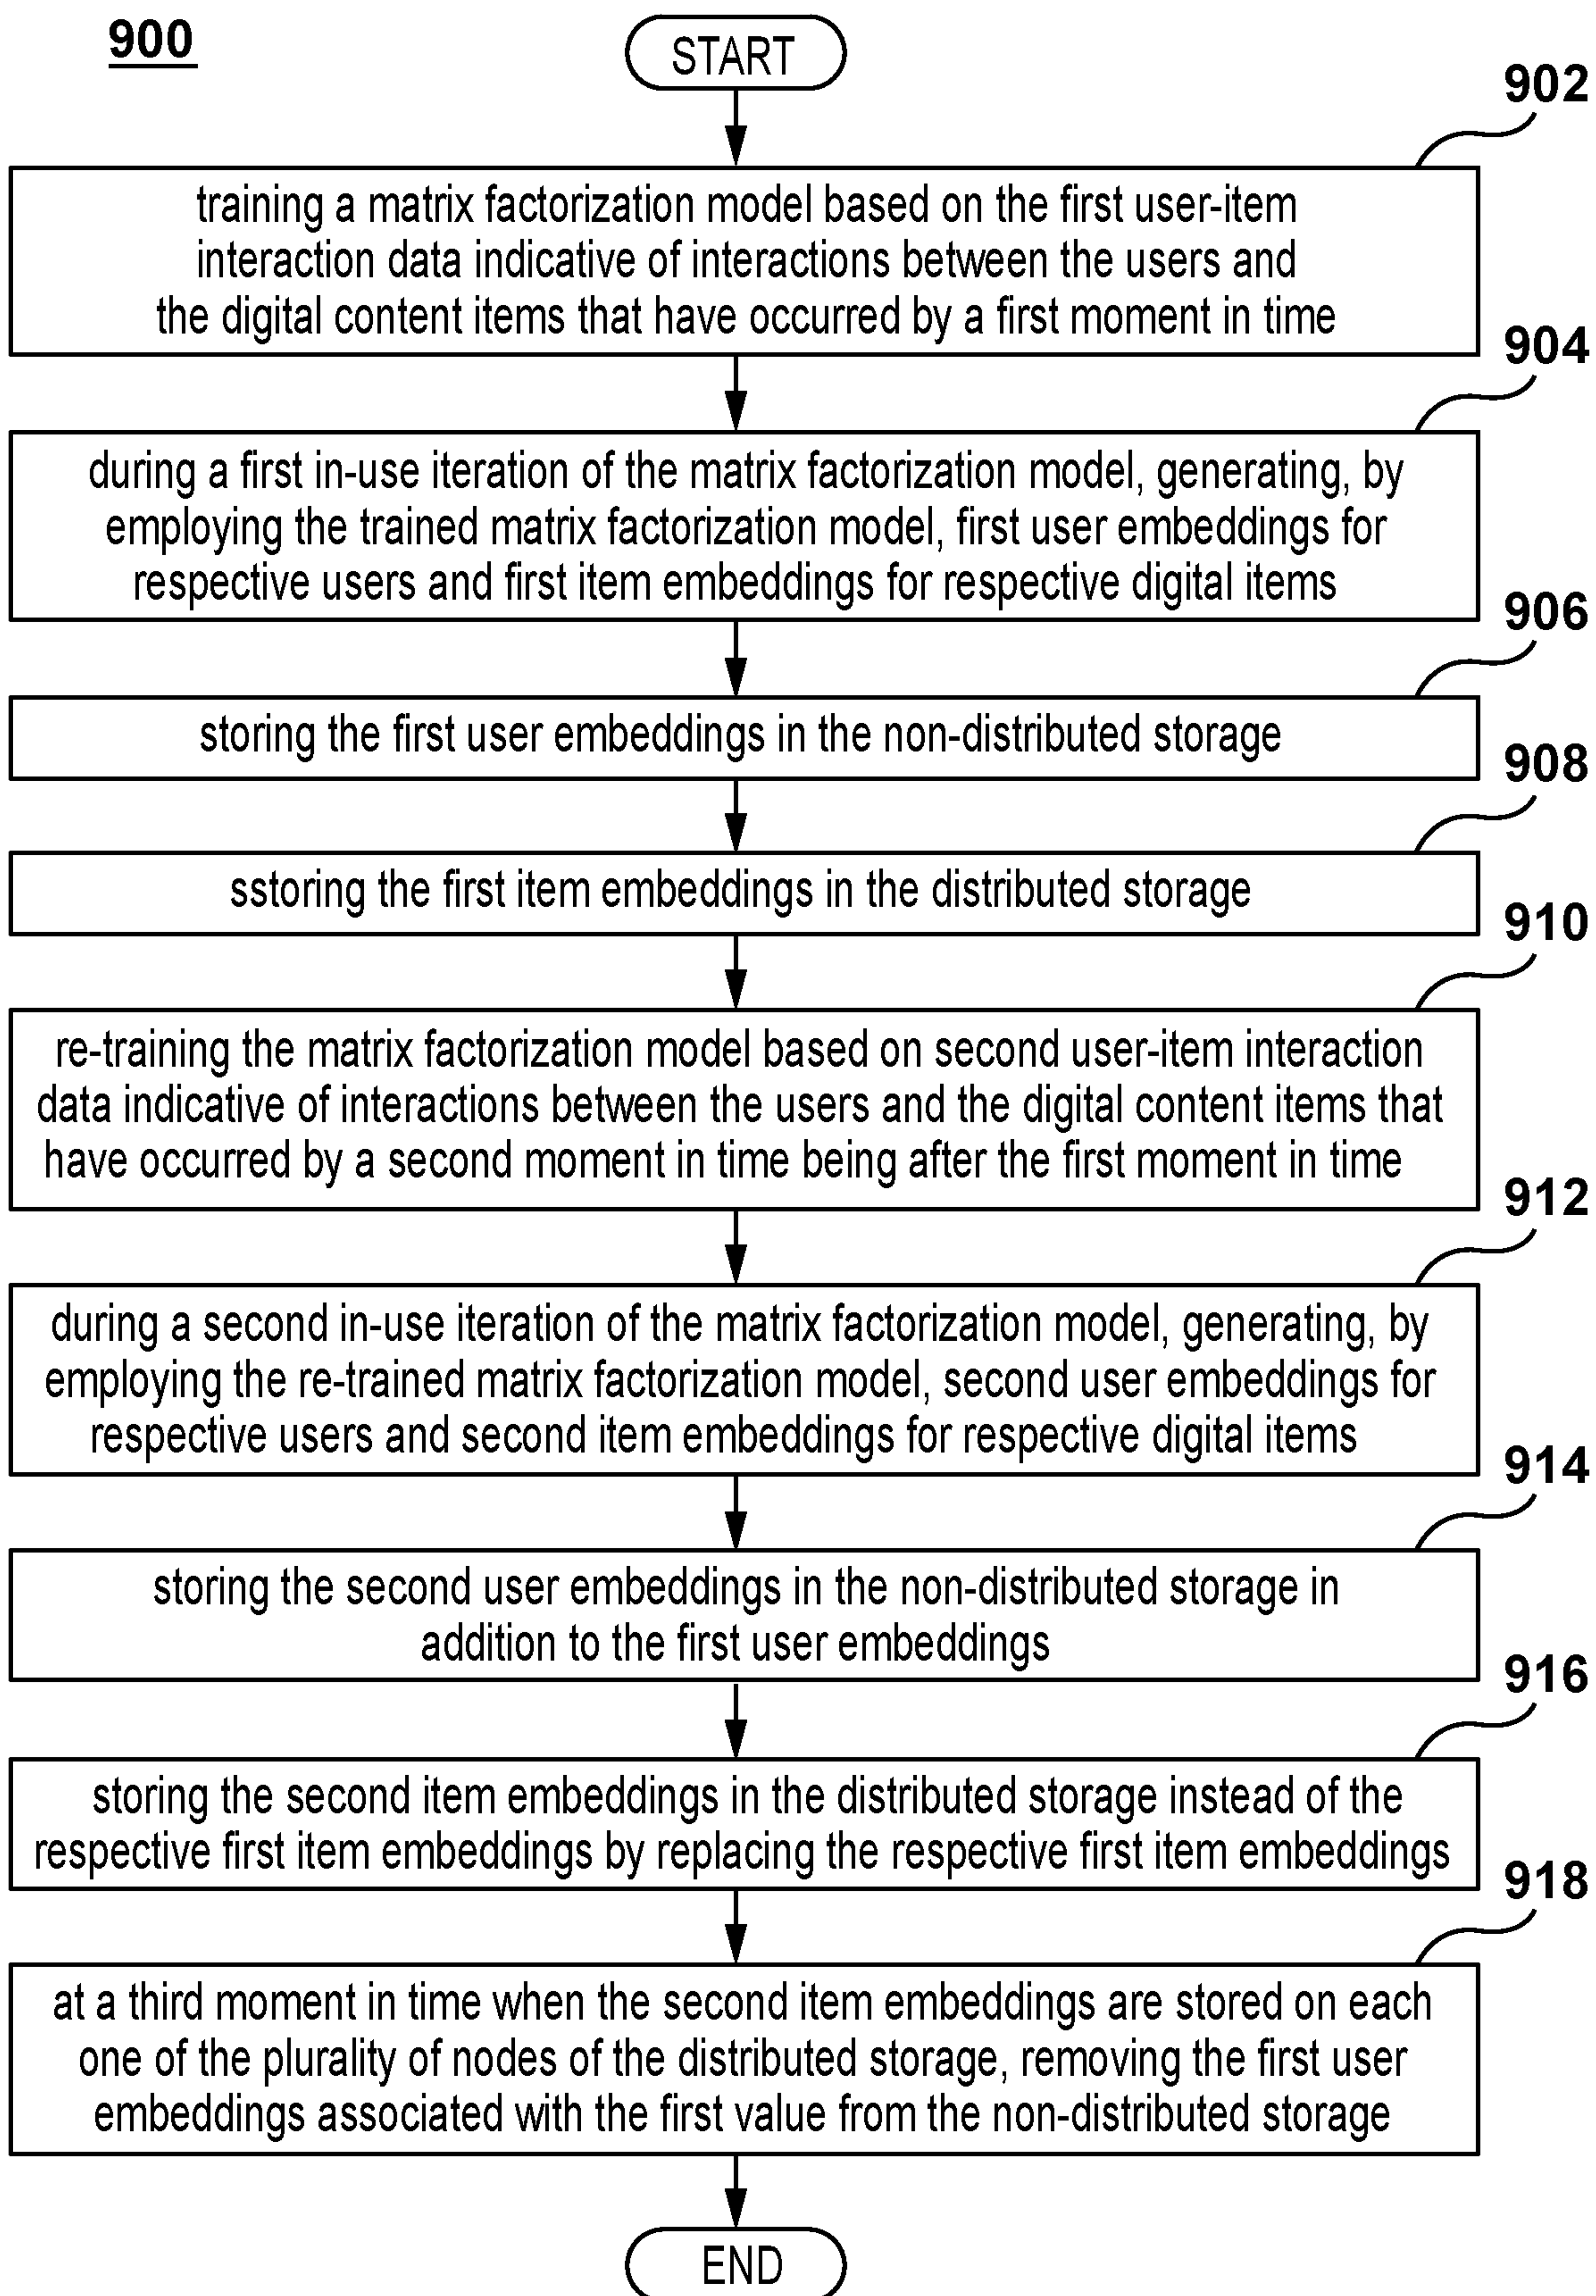 900
START
902
training a matrix factorization model based on the first user-item
interaction data indicative of interactions between the users and
the digital content items that have occurred by a first moment in time
904
during a first in-use iteration of the matrix factorization model, generating, by
employing the trained matrix factorization model, first user embeddings for
respective users and first item embeddings for respective digital items
906
storing the first user embeddings in the non-distributed storage
908
sstoring the first item embeddings in the distributed storage
910
re-training the matrix factorization model based on second user-item interaction
data indicative of interactions between the users and the digital content items that
have occurred by a second moment in time being after the first moment in time
912
during a second in-use iteration of the matrix factorization model, generating, by
employing the re-trained matrix factorization model, second user embeddings for
respective users and second item embeddings for respective digital items
914
storing the second user embeddings in the non-distributed storage in
addition to the first user embeddings
916
storing the second item embeddings in the distributed storage instead of the
respective first item embeddings by replacing the respective first item embeddings
918
at a third moment in time when the second item embeddings are stored on each
one of the plurality of nodes of the distributed storage, removing the first user
embeddings associated with the first value from the non-distributed storage
END